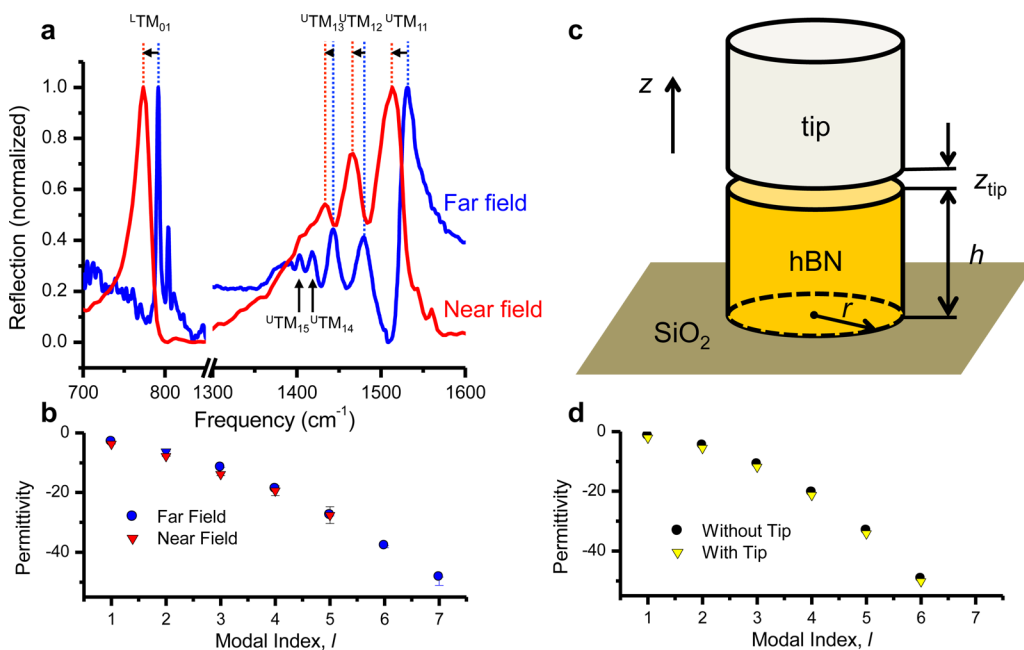 a
ᴸTM₀₁
ᵁTM₁₃ᵁTM₁₂
ᵁTM₁₁
Reflection (normalized)
1.0
0.8
0.6
0.4
0.2
0.0
Far field
Near field
ᵁTM₁₅ᵁTM₁₄
700
800
1300
1400
1500
1600
Frequency (cm⁻¹)
b
Permittivity
0
-20
-40
Far Field
Near Field
1 2 3 4 5 6 7
Modal Index, l
c
z
tip
z_tip
hBN
h
r
SiO₂
d
Permittivity
0
-20
-40
Without Tip
With Tip
1 2 3 4 5 6 7
Modal Index, l